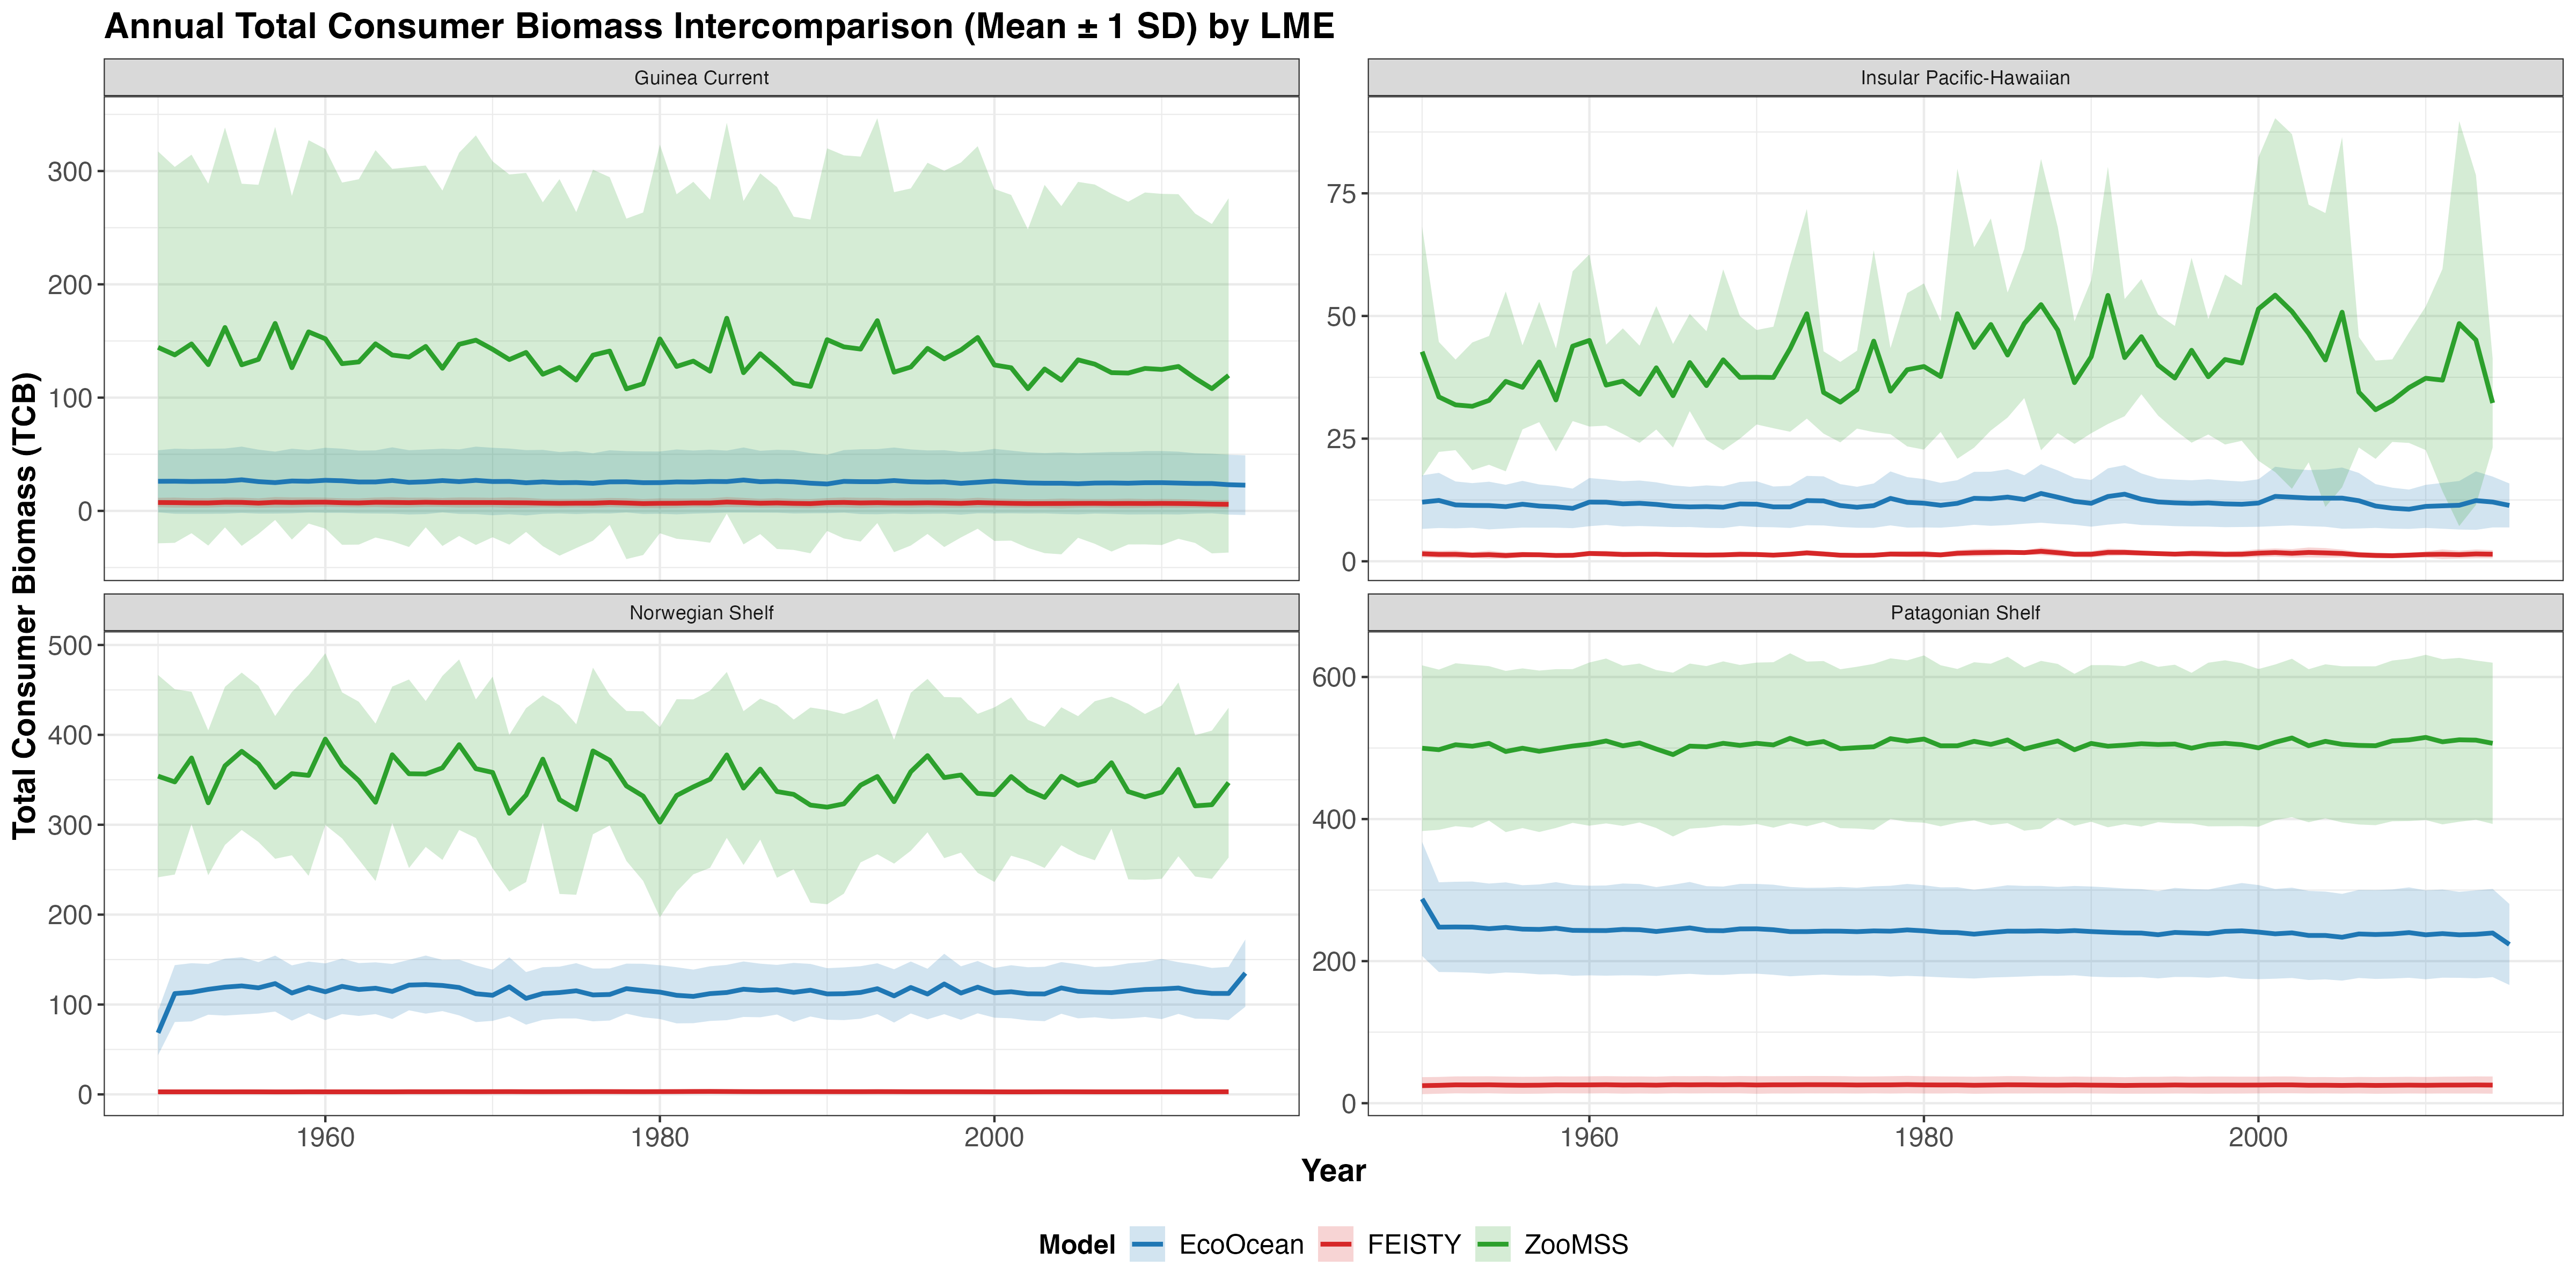 Annual Total Consumer Biomass Intercomparison (Mean ± 1 SD) by LME
Guinea Current
Insular Pacific-Hawaiian
300
200
100
0
75
50
25
0
Norwegian Shelf
Patagonian Shelf
500
400
300
200
100
0
600
400
200
0
1960 1980 2000
1960 1980 2000
Total Consumer Biomass (TCB)
Year
Model EcoOcean FEISTY ZooMSS